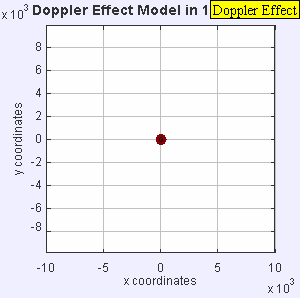 x 10³
Doppler Effect Model in 1
Doppler Effect
8
6
4
2
0
-2
-4
-6
-8
y coordinates
-10 -5 0 5 10
x coordinates
x 10³